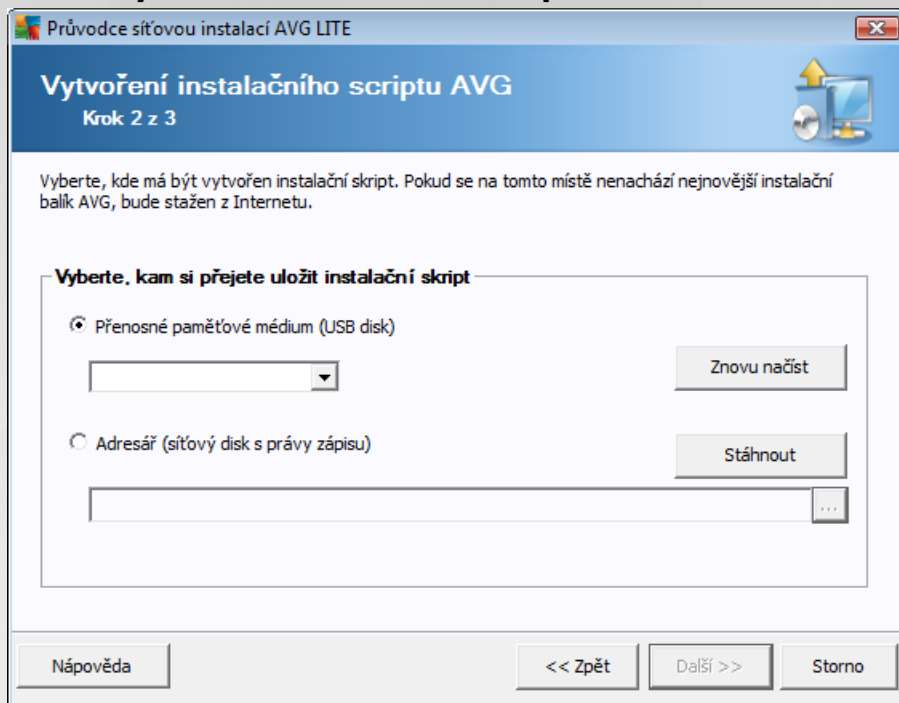 Průvodce síťovou instalací AVG LITE
Vytvoření instalačního scriptu AVG
Krok 2 z 3
Vyberte, kde má být vytvořen instalační skript. Pokud se na tomto místě nenachází nejnovější instalační
balík AVG, bude stažen z Internetu.
Vyberte, kam si přejete uložit instalační skript
Přenosné paměťové médium (USB disk)
Znovu načíst
Adresář (síťový disk s právy zápisu)
Stáhnout
...
Nápověda
<< Zpět
Další >>
Storno